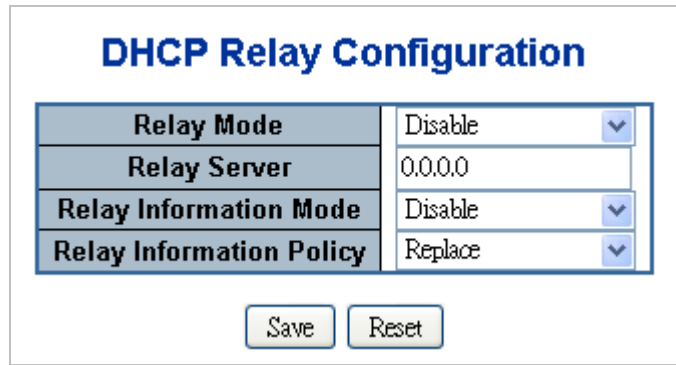 DHCP Relay Configuration
Relay Mode Disable
Relay Server 0.0.0.0
Relay Information Mode Disable
Relay Information Policy Replace
Save Reset